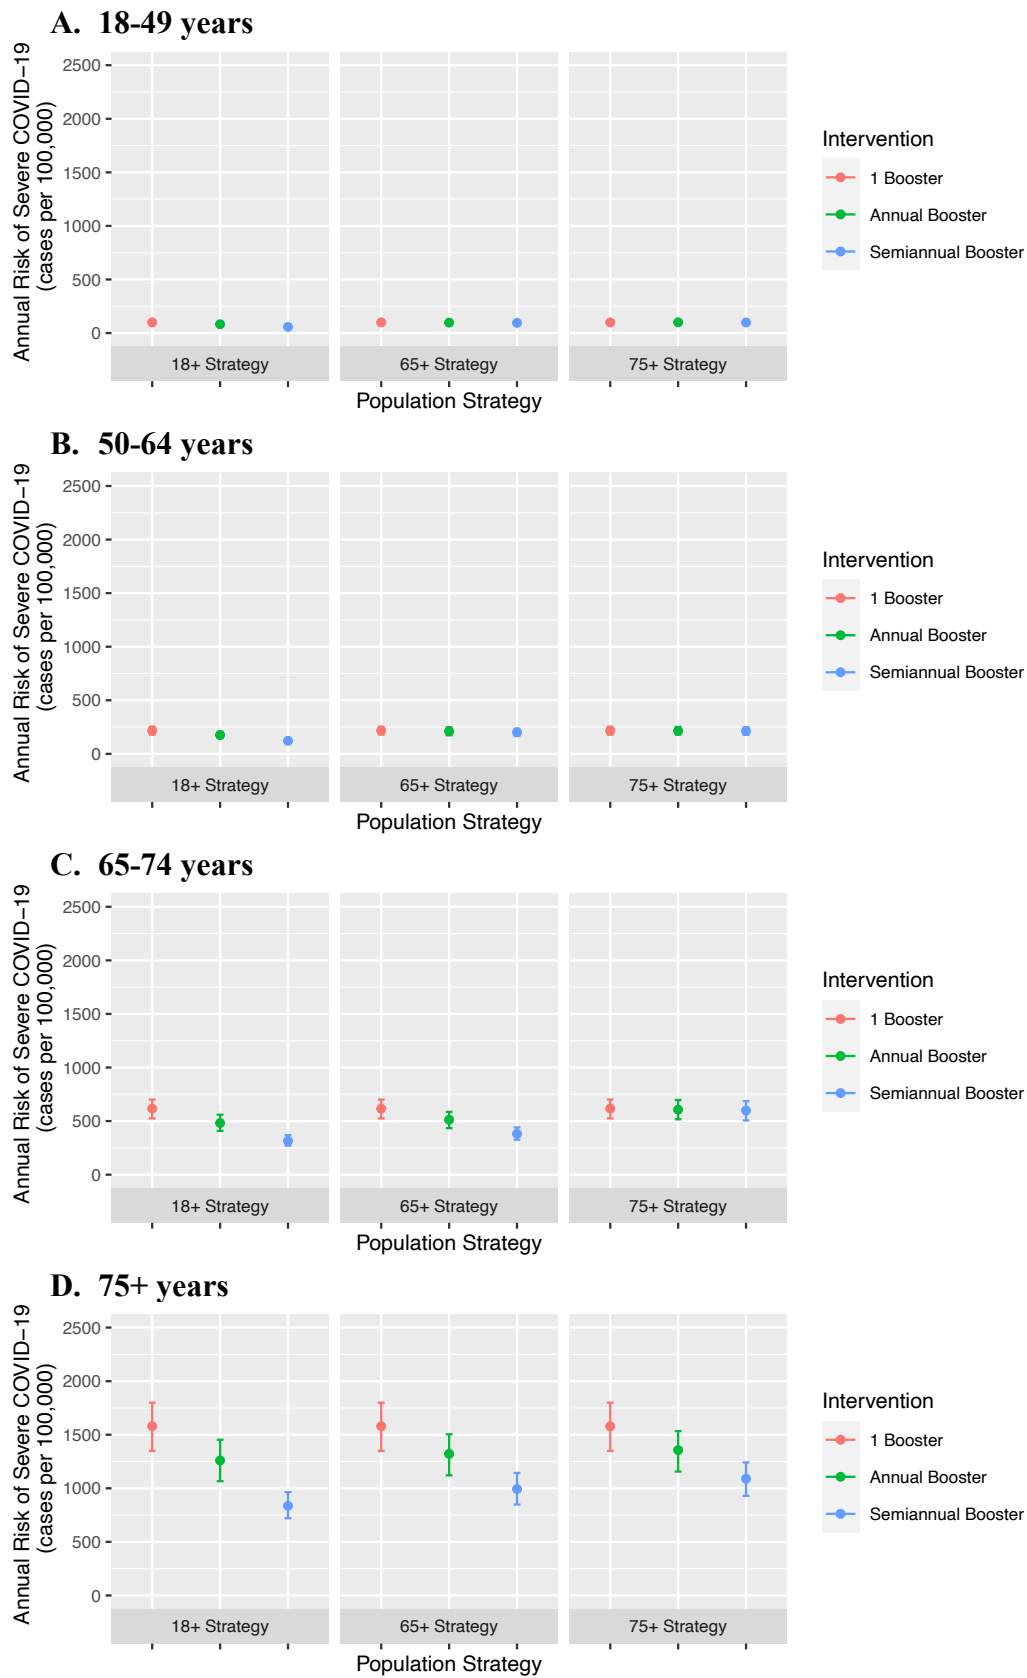 A. 18-49 years
Annual Risk of Severe COVID−19
(cases per 100,000)
2500
2000
1500
1000
500
0
18+ Strategy
65+ Strategy
75+ Strategy
Population Strategy
Intervention
1 Booster
Annual Booster
Semiannual Booster
B. 50-64 years
Annual Risk of Severe COVID−19
(cases per 100,000)
2500
2000
1500
1000
500
0
18+ Strategy
65+ Strategy
75+ Strategy
Population Strategy
Intervention
1 Booster
Annual Booster
Semiannual Booster
C. 65-74 years
Annual Risk of Severe COVID−19
(cases per 100,000)
2500
2000
1500
1000
500
0
18+ Strategy
65+ Strategy
75+ Strategy
Population Strategy
Intervention
1 Booster
Annual Booster
Semiannual Booster
D. 75+ years
Annual Risk of Severe COVID−19
(cases per 100,000)
2500
2000
1500
1000
500
0
18+ Strategy
65+ Strategy
75+ Strategy
Population Strategy
Intervention
1 Booster
Annual Booster
Semiannual Booster